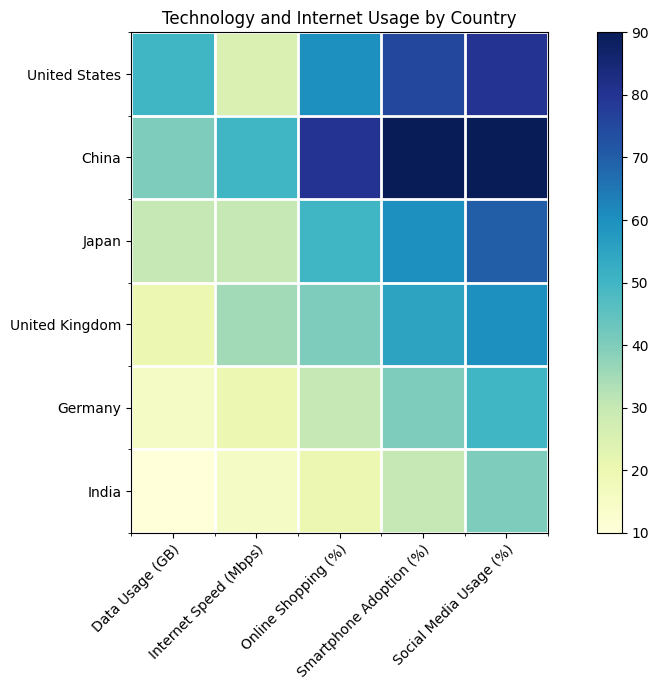 Technology and Internet Usage by Country
United States
China
Japan
United Kingdom
Germany
India
Data Usage (GB)
Internet Speed (Mbps)
Online Shopping (%)
Smartphone Adoption (%)
Social Media Usage (%)
90
80
70
60
50
40
30
20
10